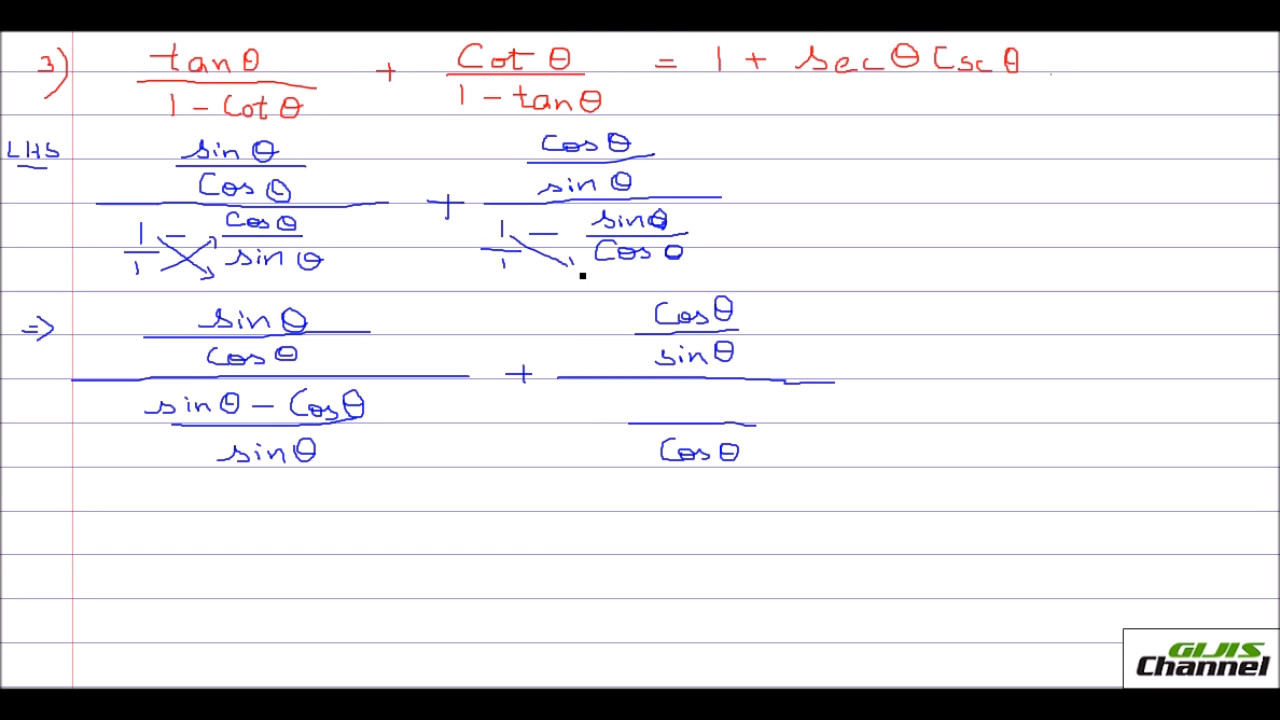 3) tanθ / 1 - Cotθ + Cotθ / 1 - tanθ = 1 + secθ Cscθ
LHS sinθ / Cosθ / 1/1 - Cosθ / sinθ + Cosθ / sinθ / 1/1 - sinθ / Cosθ
=> sinθ / Cosθ / sinθ - Cosθ / sinθ + Cosθ / sinθ / Cosθ
GIJIS
Channel